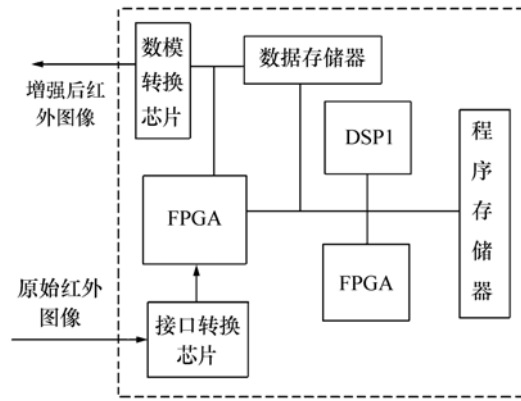 数模
转换
芯片
数据存储器
增强后红
外图像
DSP1
程
序
存
储
器
FPGA
FPGA
原始红外
图像
接口转换
芯片